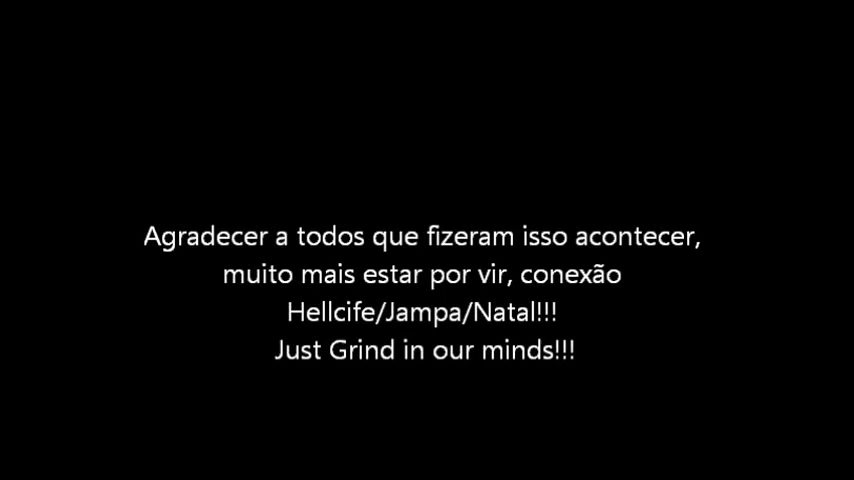 Agradecer a todos que fizeram isso acontecer,
muito mais estar por vir, conexão
Hellcife/Jampa/Natal!!!
Just Grind in our minds!!!